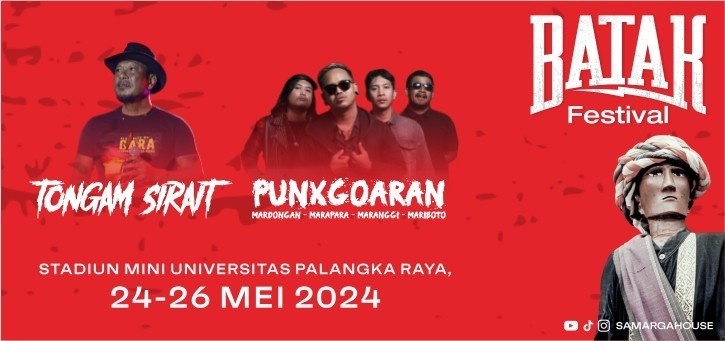 BATAK
Festival
TONGAM SIRAIT
PUNXGOARAN
MARDONGAN - MARAPARA - MARANGGI - MARIBOTO
STADIUN MINI UNIVERSITAS PALANGKA RAYA,
24-26 MEI 2024
SAMARGAHOUSE